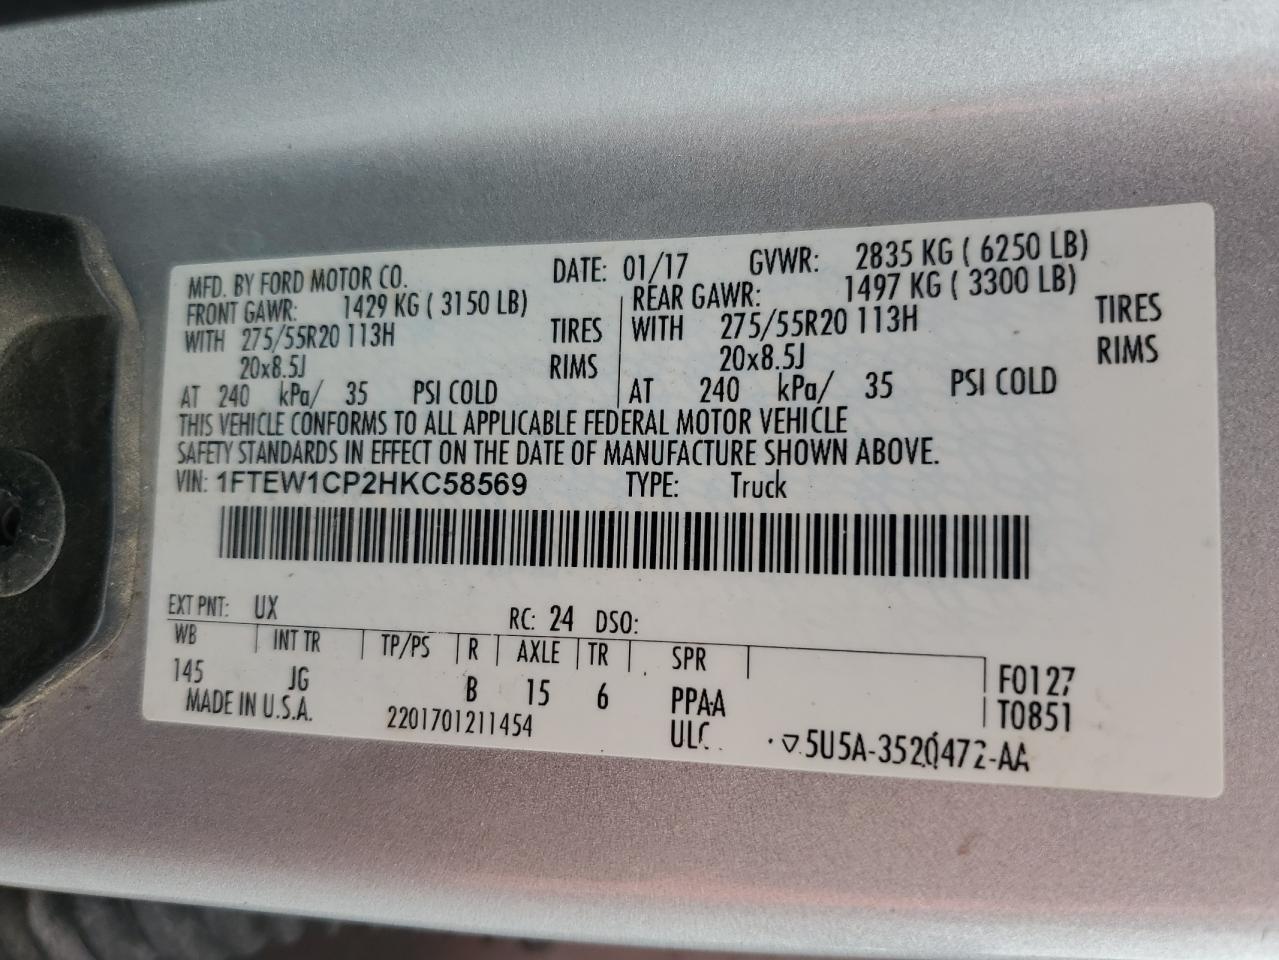 MFD. BY FORD MOTOR CO. DATE: 01/17 GVWR: 2835 KG ( 6250 LB)
FRONT GAWR: 1429 KG ( 3150 LB) REAR GAWR: 1497 KG ( 3300 LB)
WITH 275/55R20 113H TIRES WITH 275/55R20 113H TIRES
20x8.5J RIMS 20x8.5J RIMS
AT 240 kPa/ 35 PSI COLD AT 240 kPa/ 35 PSI COLD
THIS VEHICLE CONFORMS TO ALL APPLICABLE FEDERAL MOTOR VEHICLE
SAFETY STANDARDS IN EFFECT ON THE DATE OF MANUFACTURE SHOWN ABOVE.
VIN: 1FTEW1CP2HKC58569 TYPE: Truck
EXT PNT: UX RC: 24 DSO:
WB INT TR TP/PS R AXLE TR SPR
145 JG B 15 6 PPAA F0127
MADE IN U.S.A. 2201701211454 T0851
5U5A-3520472-AA